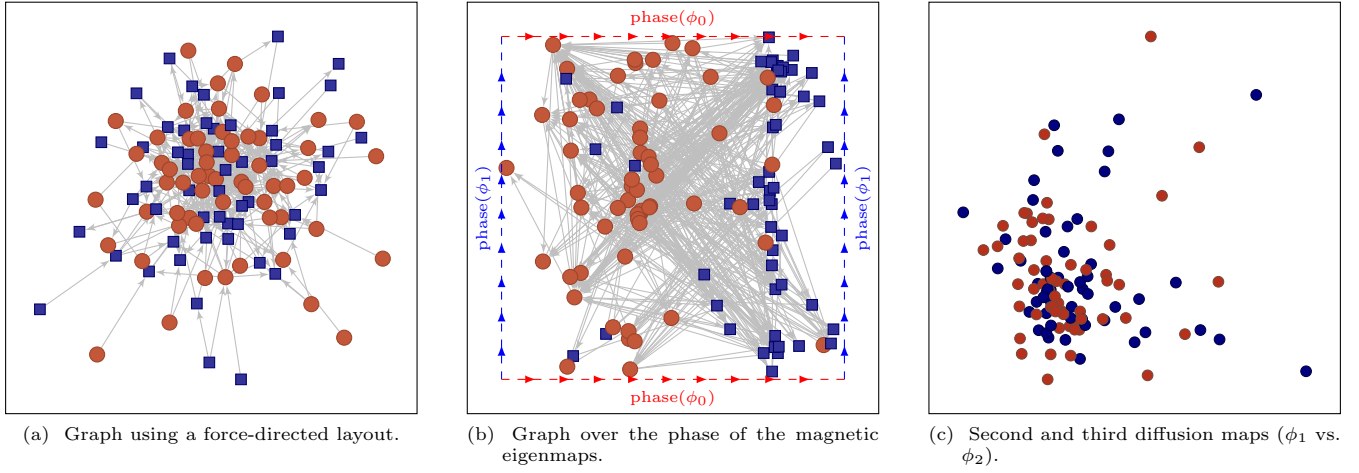 phase(ϕ0)
phase(ϕ1)
phase(ϕ1)
phase(ϕ0)
(a) Graph using a force-directed layout.
(b) Graph over the phase of the magnetic
eigenmaps.
(c) Second and third diffusion maps (ϕ1 vs.
ϕ2).